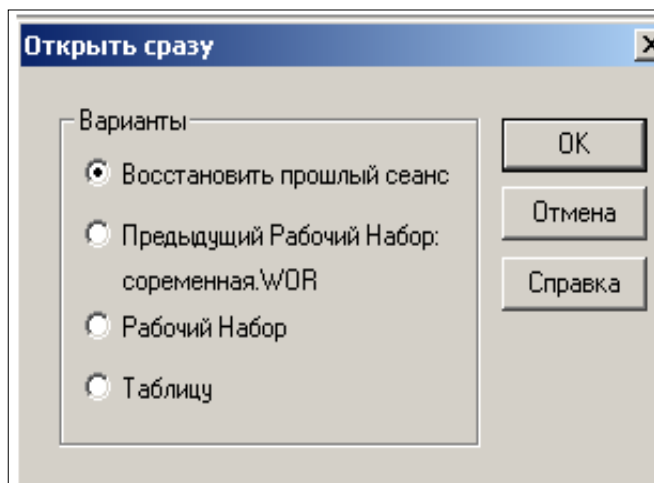 Открыть сразу
Варианты
Восстановить прошлый сеанс
Предыдущий Рабочий Набор:
соременная.WOR
Рабочий Набор
Таблицу
OK
Отмена
Справка